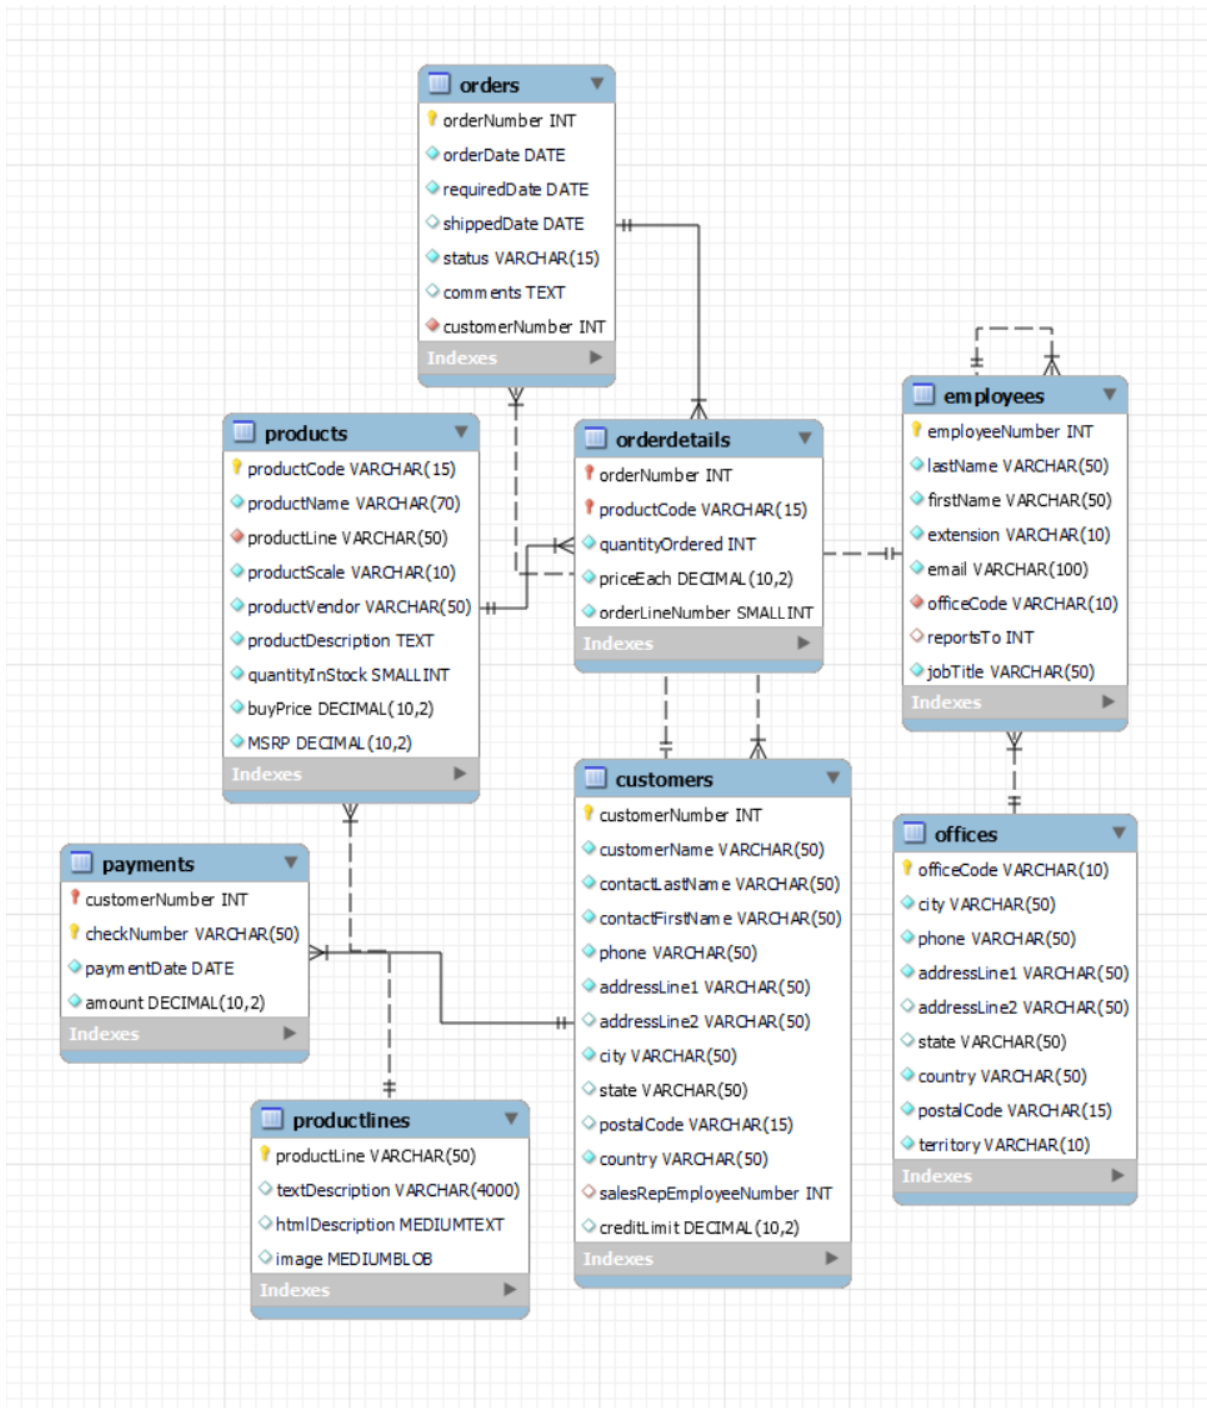 orders
orderNumber INT
orderDate DATE
requiredDate DATE
shippedDate DATE
status VARCHAR(15)
comments TEXT
customerNumber INT
Indexes
products
productCode VARCHAR(15)
productName VARCHAR(70)
productLine VARCHAR(50)
productScale VARCHAR(10)
productVendor VARCHAR(50)
productDescription TEXT
quantityInStock SMALLINT
buyPrice DECIMAL(10,2)
MSRP DECIMAL(10,2)
Indexes
orderdetails
orderNumber INT
productCode VARCHAR(15)
quantityOrdered INT
priceEach DECIMAL(10,2)
orderLineNumber SMALLINT
Indexes
employees
employeeNumber INT
lastName VARCHAR(50)
firstName VARCHAR(50)
extension VARCHAR(10)
email VARCHAR(100)
officeCode VARCHAR(10)
reportsTo INT
jobTitle VARCHAR(50)
Indexes
payments
customerNumber INT
checkNumber VARCHAR(50)
paymentDate DATE
amount DECIMAL(10,2)
Indexes
customers
customerNumber INT
customerName VARCHAR(50)
contactLastName VARCHAR(50)
contactFirstName VARCHAR(50)
phone VARCHAR(50)
addressLine1 VARCHAR(50)
addressLine2 VARCHAR(50)
city VARCHAR(50)
state VARCHAR(50)
postalCode VARCHAR(15)
country VARCHAR(50)
salesRepEmployeeNumber INT
creditLimit DECIMAL(10,2)
Indexes
offices
officeCode VARCHAR(10)
city VARCHAR(50)
phone VARCHAR(50)
addressLine1 VARCHAR(50)
addressLine2 VARCHAR(50)
state VARCHAR(50)
country VARCHAR(50)
postalCode VARCHAR(15)
territory VARCHAR(10)
Indexes
productlines
productLine VARCHAR(50)
textDescription VARCHAR(4000)
htmlDescription MEDIUMTEXT
image MEDIUMBLOB
Indexes